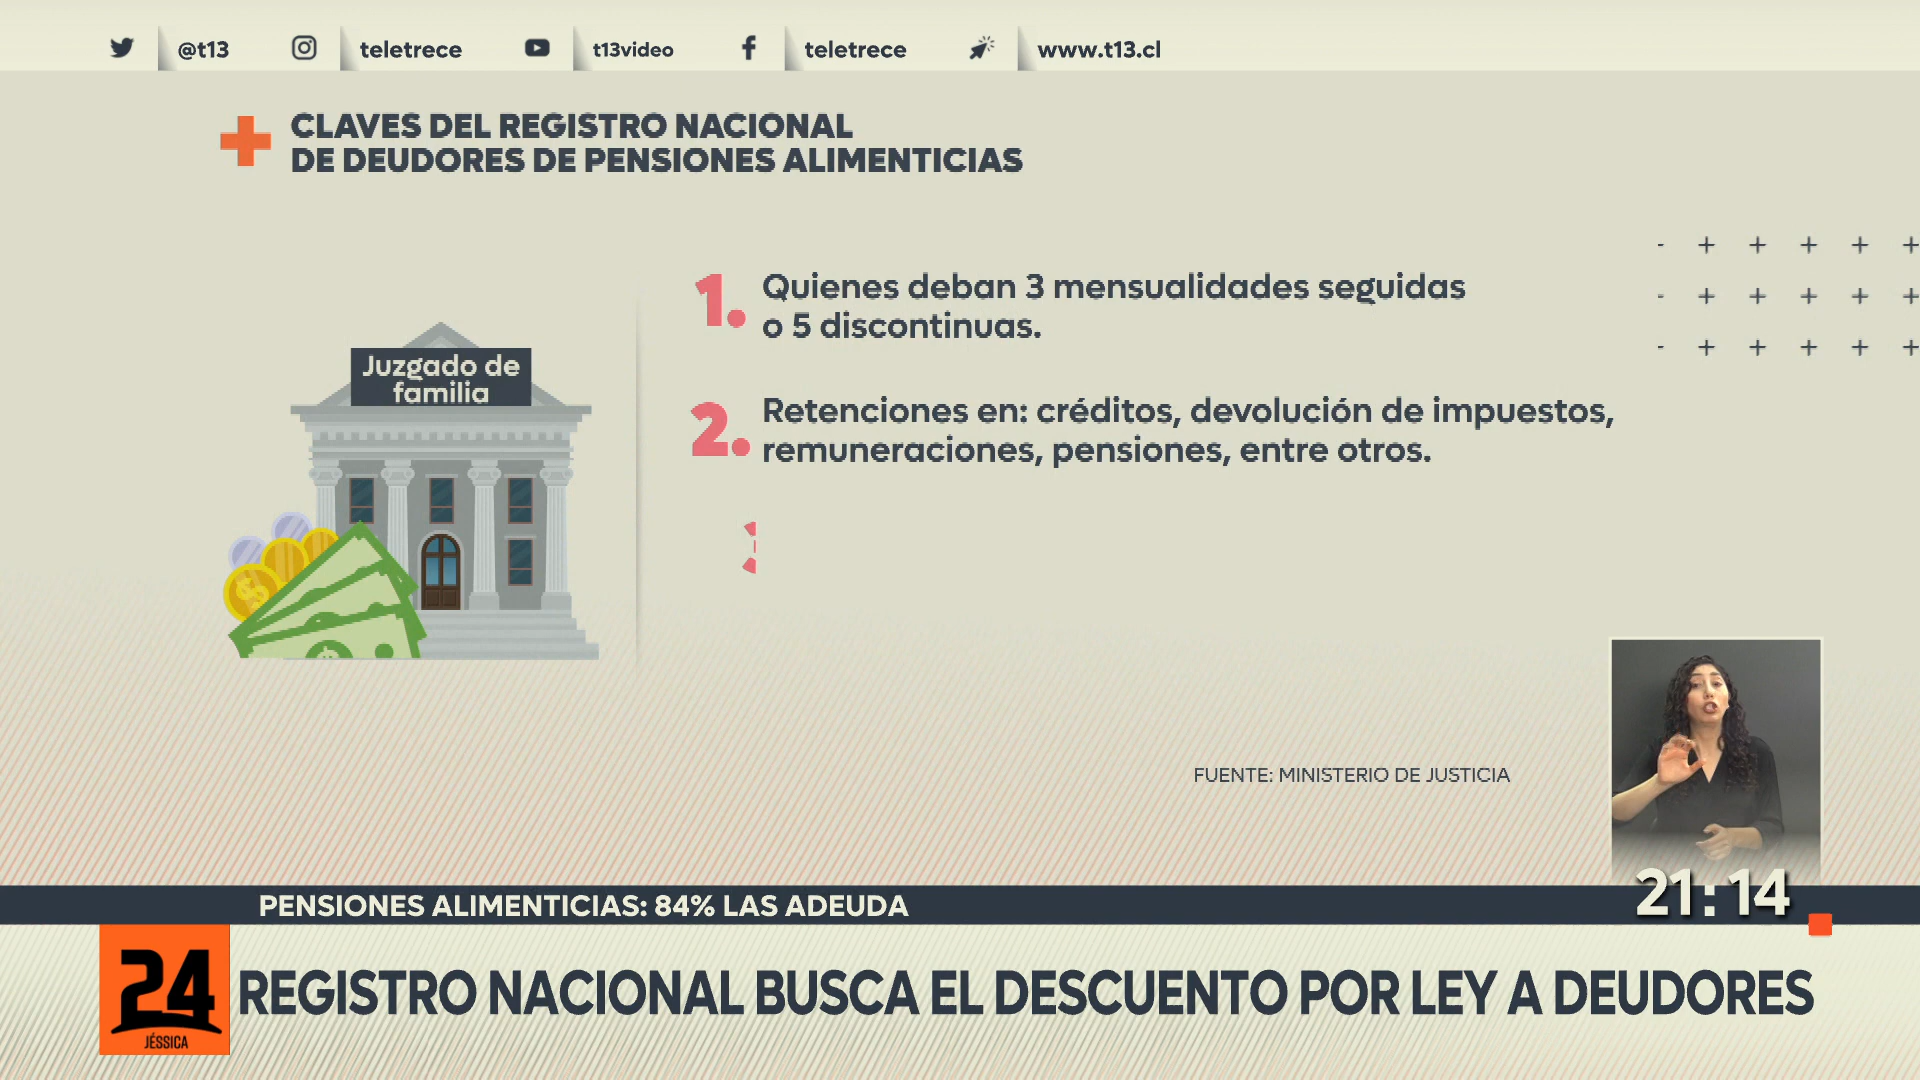 @t13
teletrece
t13video
teletrece
www.t13.cl
CLAVES DEL REGISTRO NACIONAL
DE DEUDORES DE PENSIONES ALIMENTICIAS
Juzgado de
familia
1. Quienes deban 3 mensualidades seguidas
o 5 discontinuas.
2. Retenciones en: créditos, devolución de impuestos,
remuneraciones, pensiones, entre otros.
FUENTE: MINISTERIO DE JUSTICIA
PENSIONES ALIMENTICIAS: 84% LAS ADEUDA
21:14
24
JÉSSICA
REGISTRO NACIONAL BUSCA EL DESCUENTO POR LEY A DEUDORES